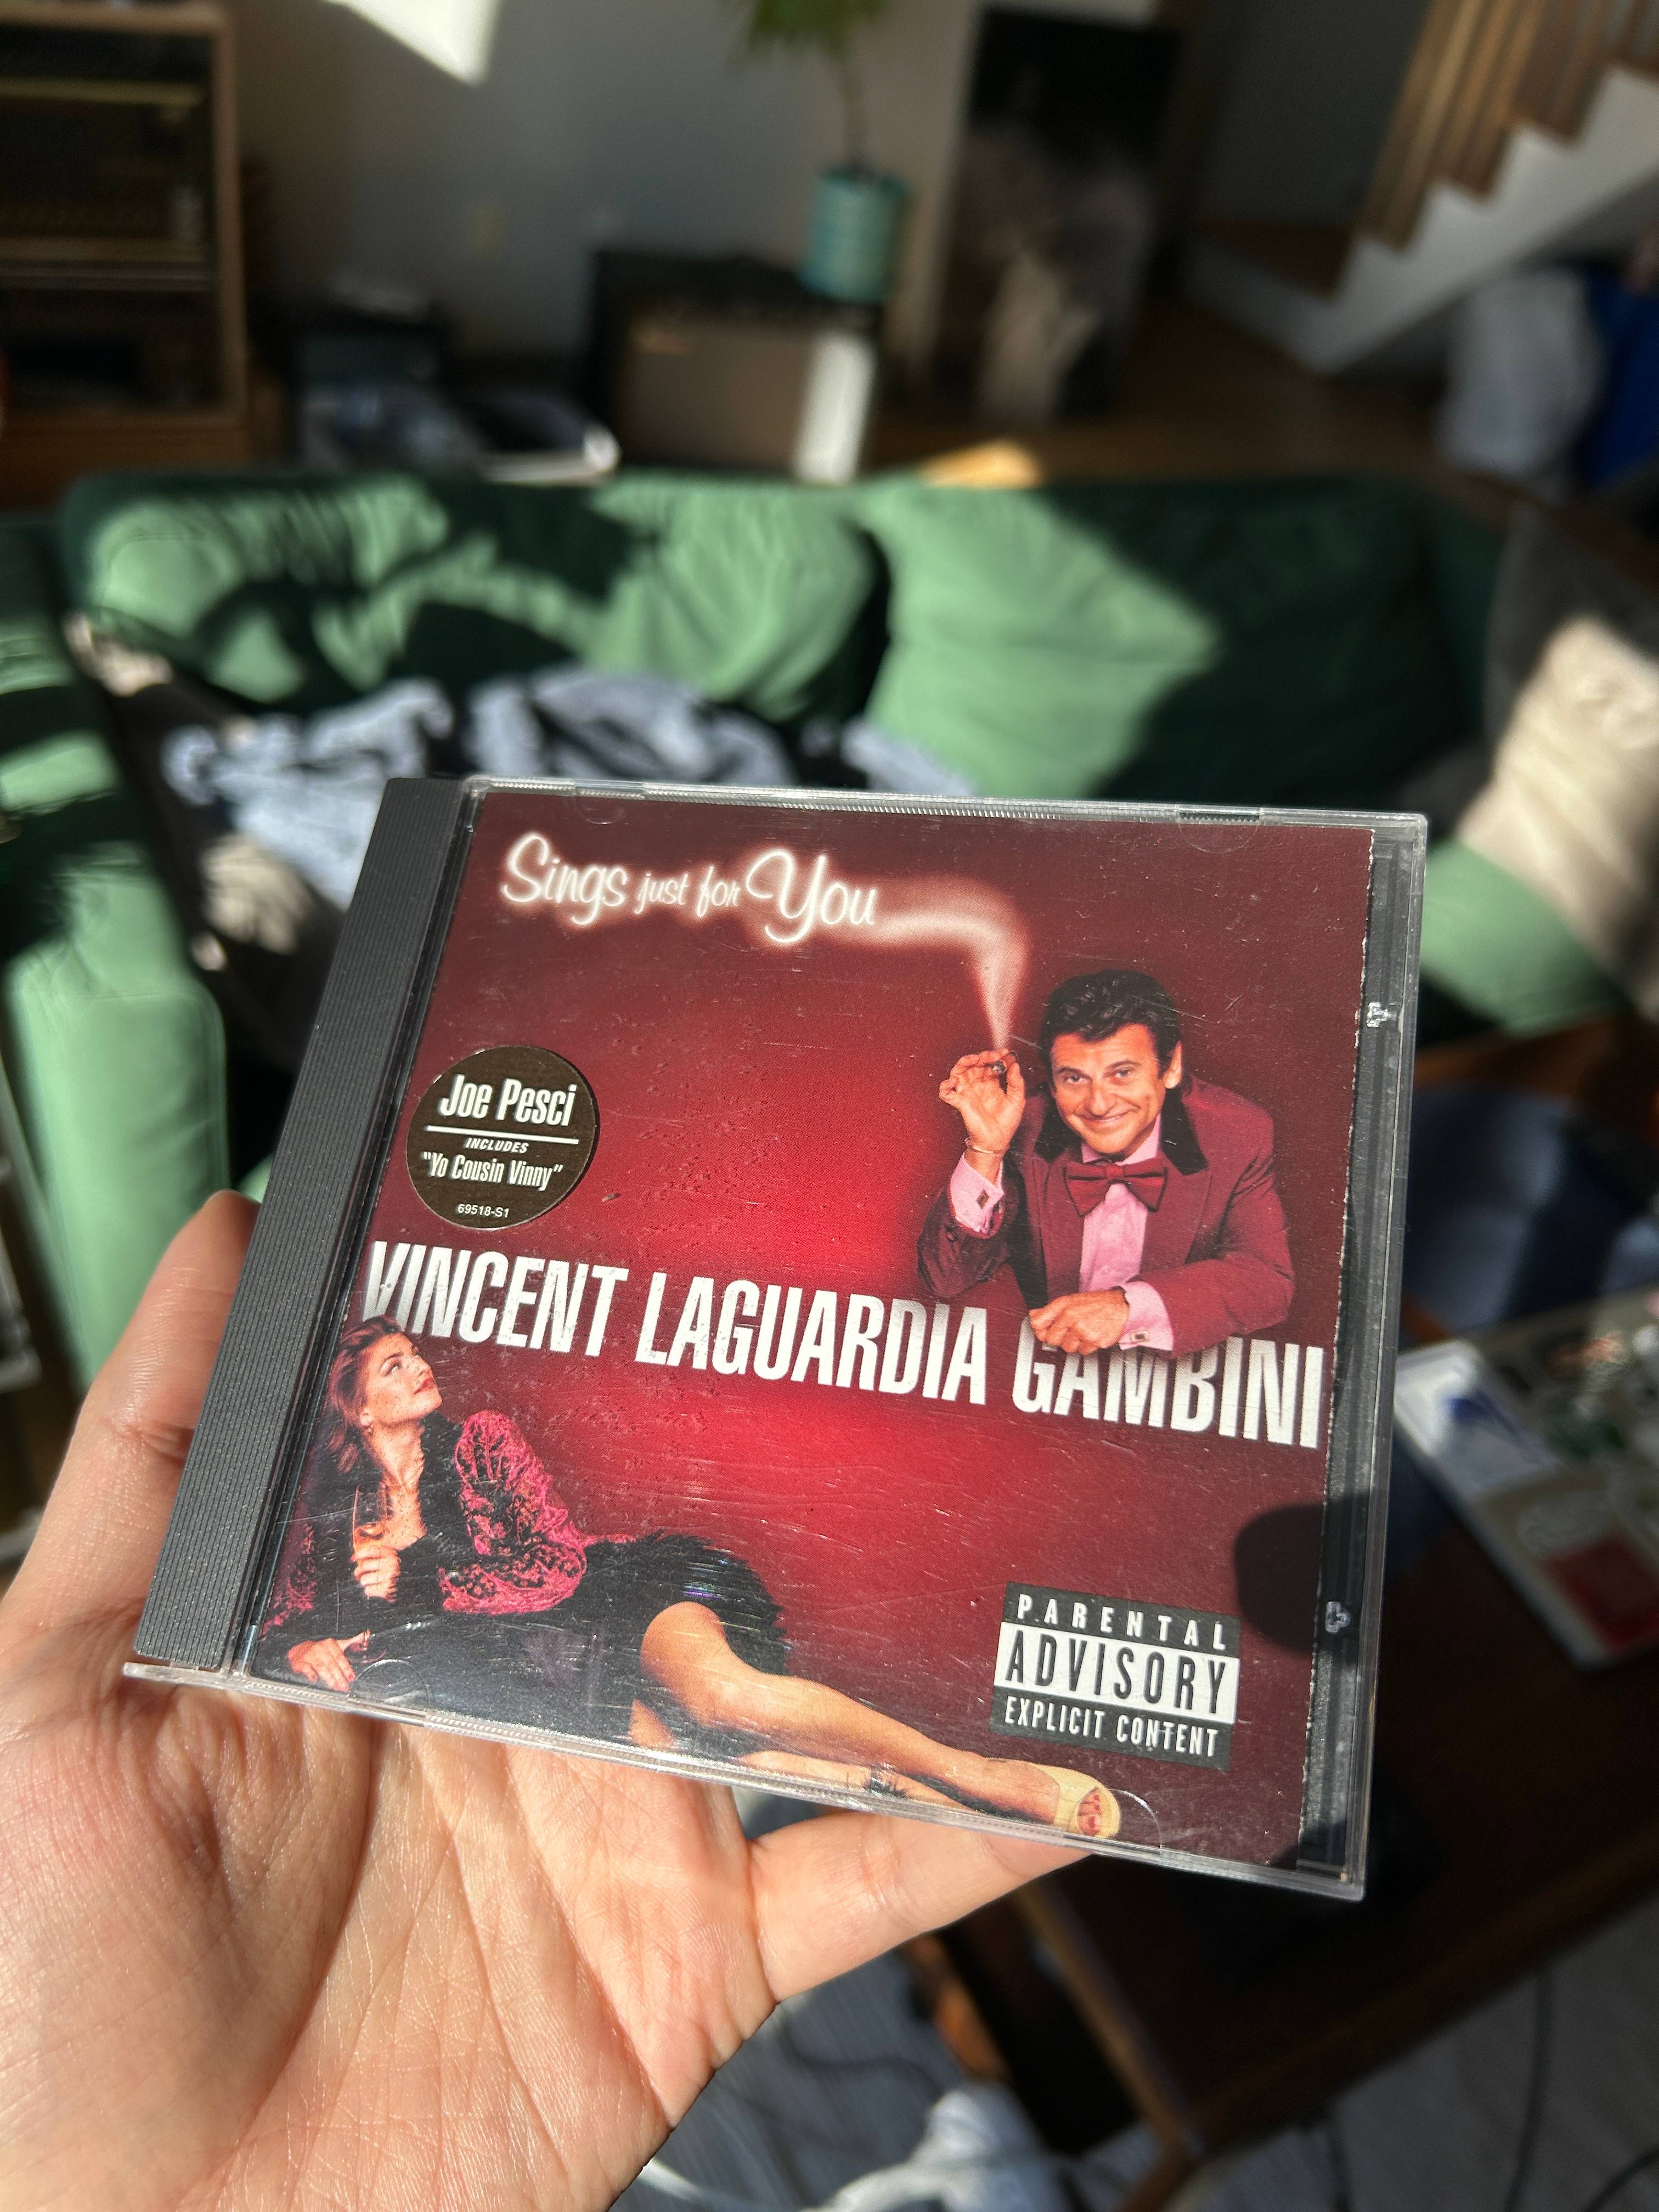 Sings just for You
Joe Pesci
INCLUDES
"Yo Cousin Vinny"
69518-S1
VINCENT LAGUARDIA GAMBINI
PARENTAL
ADVISORY
EXPLICIT CONTENT